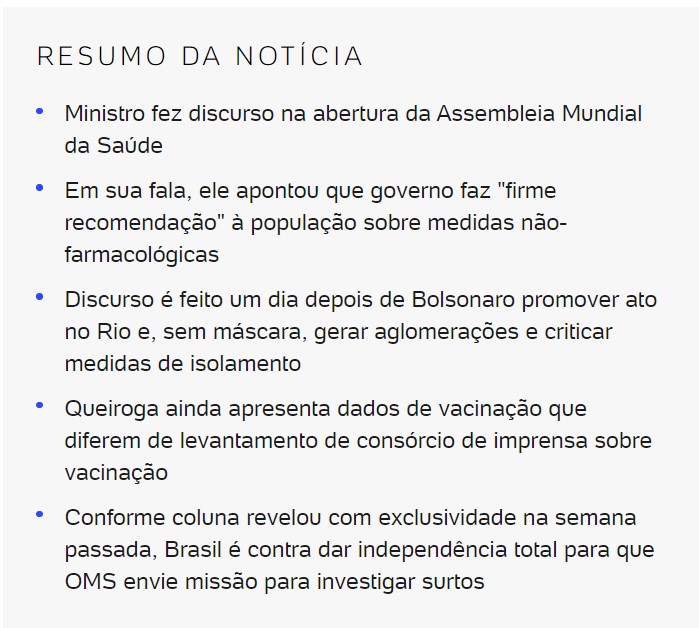 RESUMO DA NOTÍCIA
Ministro fez discurso na abertura da Assembleia Mundial
da Saúde
Em sua fala, ele apontou que governo faz "firme
recomendação" à população sobre medidas não-
farmacológicas
Discurso é feito um dia depois de Bolsonaro promover ato
no Rio e, sem máscara, gerar aglomerações e criticar
medidas de isolamento
Queiroga ainda apresenta dados de vacinação que
diferem de levantamento de consórcio de imprensa sobre
vacinação
Conforme coluna revelou com exclusividade na semana
passada, Brasil é contra dar independência total para que
OMS envie missão para investigar surtos